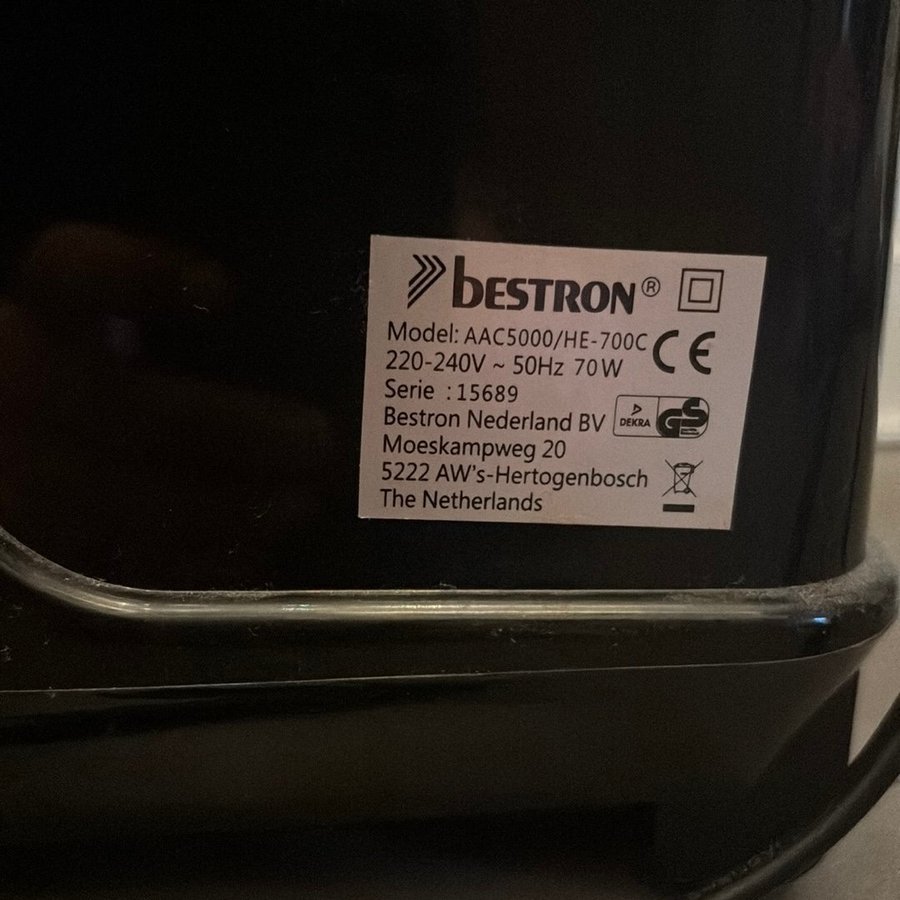 bESTRON®
Model: AAC5000/HE-700C
CE
220-240V ~ 50Hz 70W
Serie : 15689
Bestron Nederland BV
DEKRA
GS
Moeskampweg 20
5222 AW's-Hertogenbosch
The Netherlands